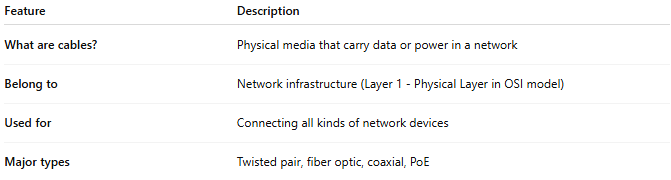 Feature Description
What are cables? Physical media that carry data or power in a network
Belong to Network infrastructure (Layer 1 - Physical Layer in OSI model)
Used for Connecting all kinds of network devices
Major types Twisted pair, fiber optic, coaxial, PoE